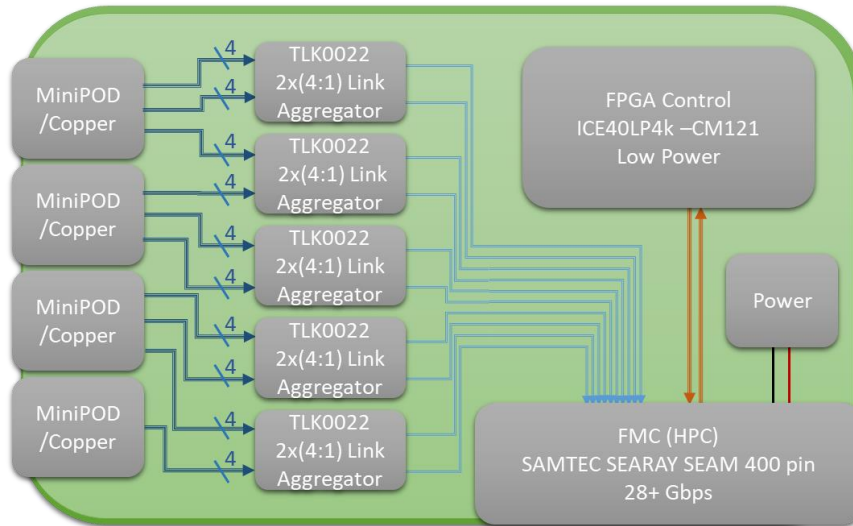 MiniPOD
/Copper
MiniPOD
/Copper
MiniPOD
/Copper
MiniPOD
/Copper
4
4
4
4
4
4
4
4
4
4
TLK0022
2x(4:1) Link
Aggregator
TLK0022
2x(4:1) Link
Aggregator
TLK0022
2x(4:1) Link
Aggregator
TLK0022
2x(4:1) Link
Aggregator
TLK0022
2x(4:1) Link
Aggregator
FPGA Control
ICE40LP4k –CM121
Low Power
Power
FMC (HPC)
SAMTEC SEARAY SEAM 400 pin
28+ Gbps